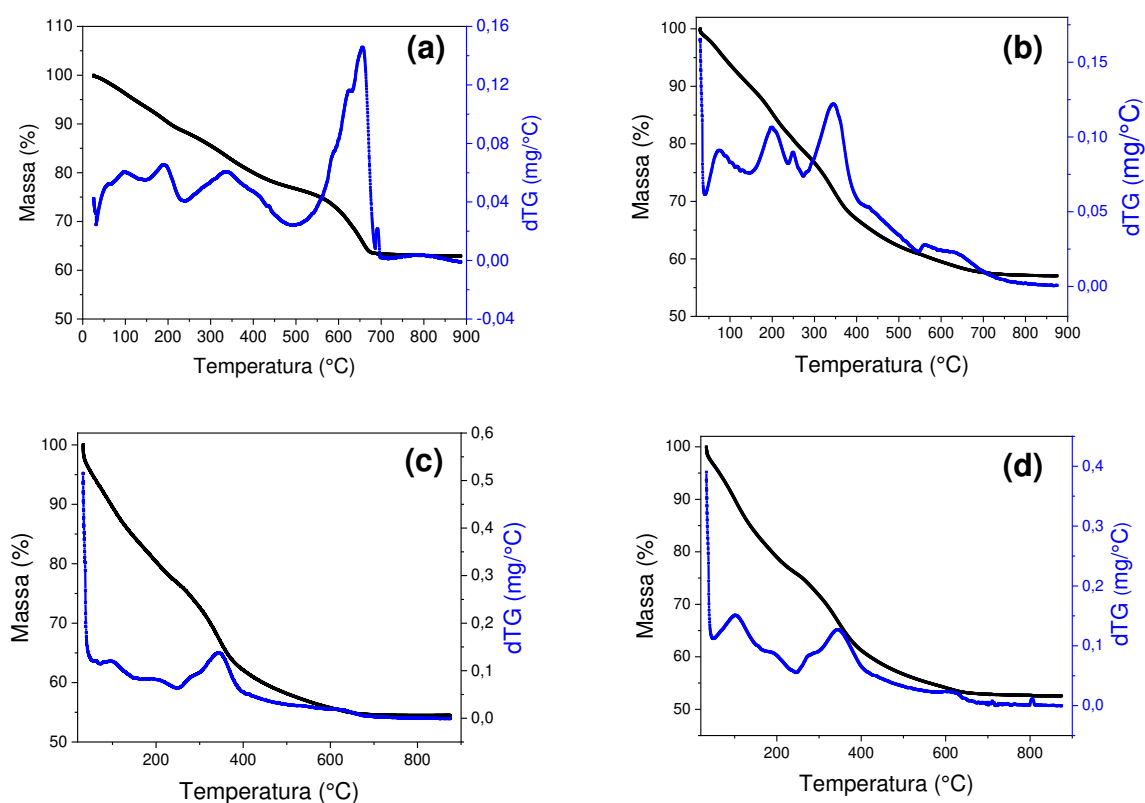 (a)
110
100
90
80
70
60
50
0 100 200 300 400 500 600 700 800 900
0,16
0,12
0,08
0,04
0,00
-0,04
Massa (%)
Temperatura (°C)
dTG (mg/°C)
(b)
100
90
80
70
60
50
100 200 300 400 500 600 700 800 900
0,15
0,10
0,05
0,00
Massa (%)
Temperatura (°C)
dTG (mg/°C)
(c)
100
90
80
70
60
50
200 400 600 800
0,6
0,5
0,4
0,3
0,2
0,1
0,0
Massa (%)
Temperatura (°C)
dTG (mg/°C)
(d)
100
90
80
70
60
50
200 400 600 800
0,4
0,3
0,2
0,1
0,0
Massa (%)
Temperatura (°C)
dTG (mg/°C)